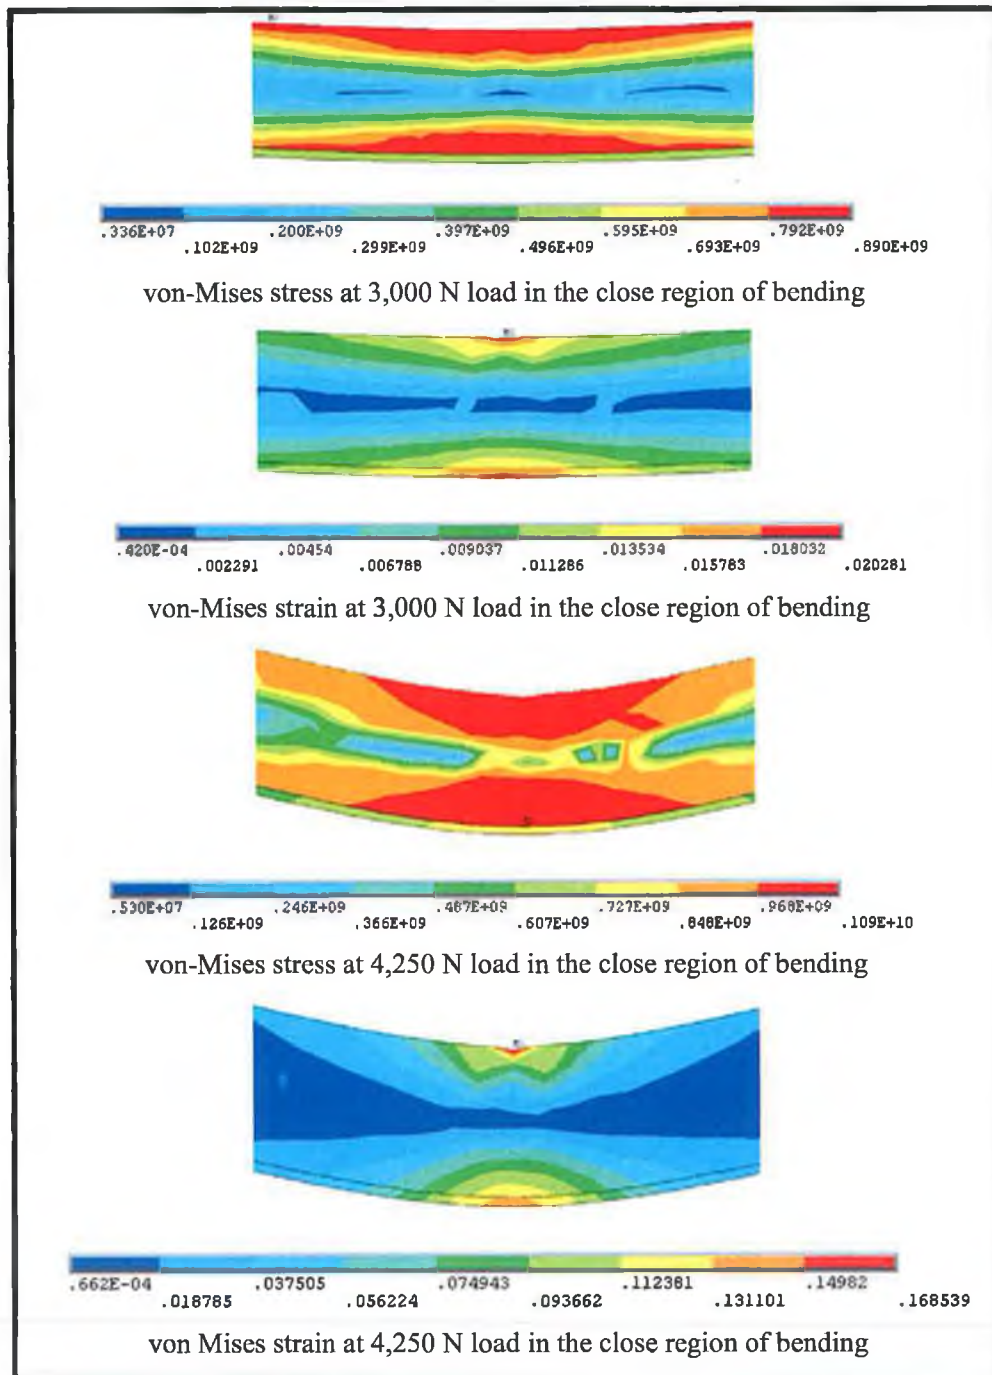 .336E+07 .200E+09 .397E+09 .595E+09 .792E+09
.102E+09 .299E+09 .496E+09 .693E+09 .890E+09
von-Mises stress at 3,000 N load in the close region of bending
.420E-04 .00454 .009037 .013534 .018032
.002291 .006788 .011286 .015783 .020281
von-Mises strain at 3,000 N load in the close region of bending
.530E+07 .246E+09 .487E+09 .727E+09 .968E+09
.126E+09 .366E+09 .607E+09 .848E+09 .109E+10
von-Mises stress at 4,250 N load in the close region of bending
.662E-04 .037505 .074943 .112381 .14982
.018785 .056224 .093662 .131101 .168539
von Mises strain at 4,250 N load in the close region of bending